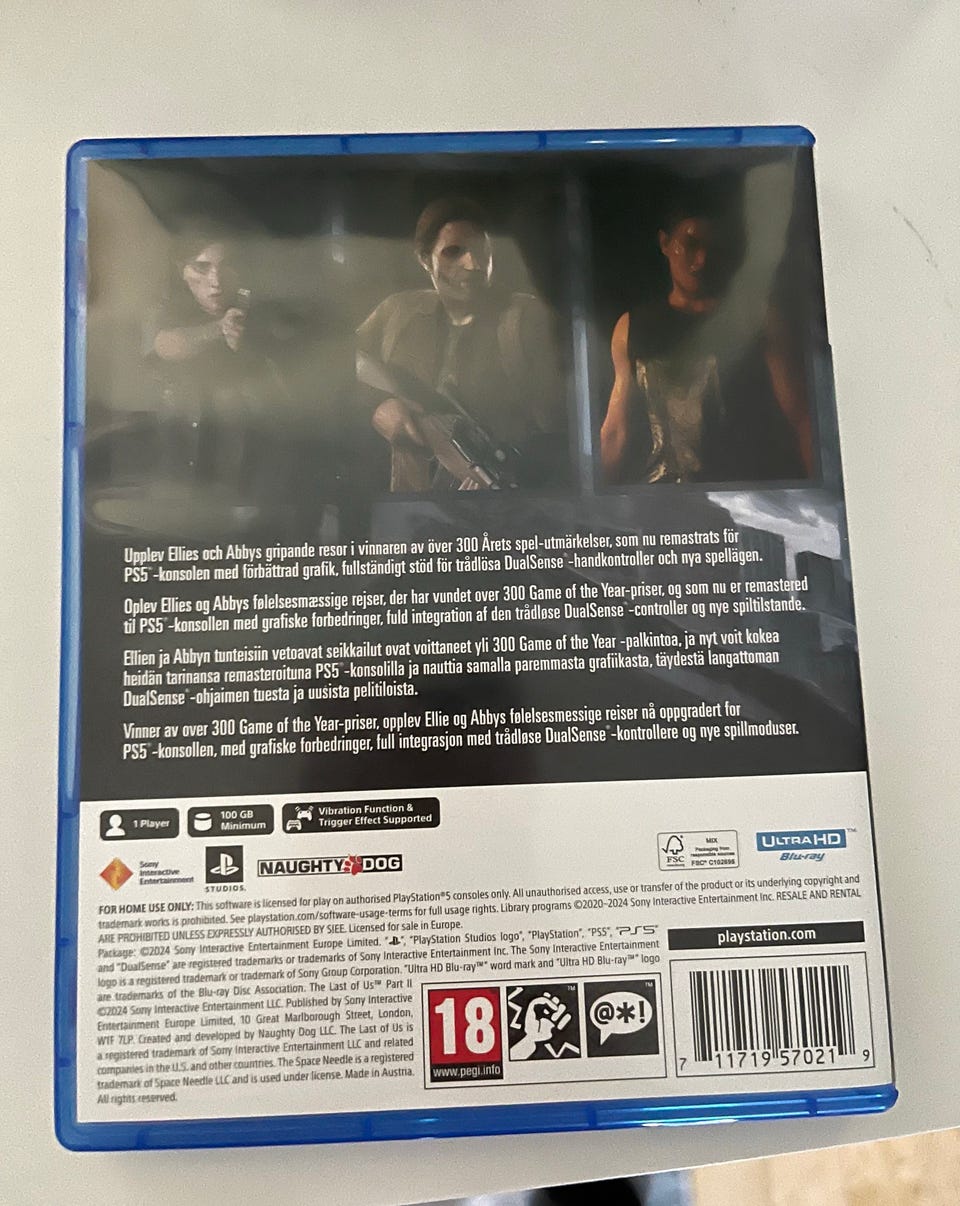 Upplev Ellies och Abbys gripande resor i vinnaren av över 300 Årets spel-utmärkelser, som nu remastrats för
PS5™-konsolen med förbättrad grafik, fullständigt stöd för trådlösa DualSense™-handkontroller och nya spellägen.
Oplev Ellies og Abbys følelsesmæssige rejser, der har vundet over 300 Game of the Year-priser, og som nu er remastered
til PS5™-konsollen med grafiske forbedringer, fuld integration af den trådløse DualSense™-controller og nye spiltilstande.
Ellien ja Abbyn tunteisiin vetoavat seikkailut ovat voittaneet yli 300 Game of the Year -palkintoa, ja nyt voit kokea
heidän tarinansa remasteroituna PS5™-konsolilla ja nauttia samalla paremmasta grafiikasta, täydestä langattoman
DualSense™-ohjaimen tuesta ja uusista pelitiloista.
Vinner av over 300 Game of the Year-priser, opplev Ellie og Abbys følelsesmessige reiser nå oppgradert for
PS5™-konsollen, med grafiske forbedringer, full integrasjon med trådløse DualSense™-kontrollere og nye spillmoduser.
1 Player
100 GB
Minimum
Vibration Function &
Trigger Effect Supported
Sony
Interactive
Entertainment
STUDIOS.
NAUGHTY DOG
FSC
MIX
Packaging from
responsible sources
FSC® C102695
ULTRA HD™
Blu-ray
FOR HOME USE ONLY: This software is licensed for play on authorised PlayStation®5 consoles only. All unauthorised access, use or transfer of the product or its underlying copyright and
trademark works is prohibited. See playstation.com/software-usage-terms for full usage rights. Library programs ©2020-2024 Sony Interactive Entertainment Inc. RESALE AND RENTAL
ARE PROHIBITED UNLESS EXPRESSLY AUTHORISED BY SIEE. Licensed for sale in Europe.
Package: ©2024 Sony Interactive Entertainment Europe Limited. " ", "PlayStation Studios logo", "PlayStation", "PS5", "PS5"
and "DualSense" are registered trademarks or trademarks of Sony Interactive Entertainment Inc. The Sony Interactive Entertainment
logo is a registered trademark or trademark of Sony Group Corporation. "Ultra HD Blu-ray™" word mark and "Ultra HD Blu-ray™" logo
are trademarks of the Blu-ray Disc Association. The Last of Us™ Part II
©2024 Sony Interactive Entertainment LLC. Published by Sony Interactive
Entertainment Europe Limited, 10 Great Marlborough Street, London,
W1F 7LP. Created and developed by Naughty Dog LLC. The Last of Us is
a registered trademark of Sony Interactive Entertainment LLC and related
companies in the U.S. and other countries. The Space Needle is a registered
trademark of Space Needle LLC and is used under license. Made in Austria.
All rights reserved.
playstation.com
18
www.pegi.info
™
@*!
™
7 11719 57021 9